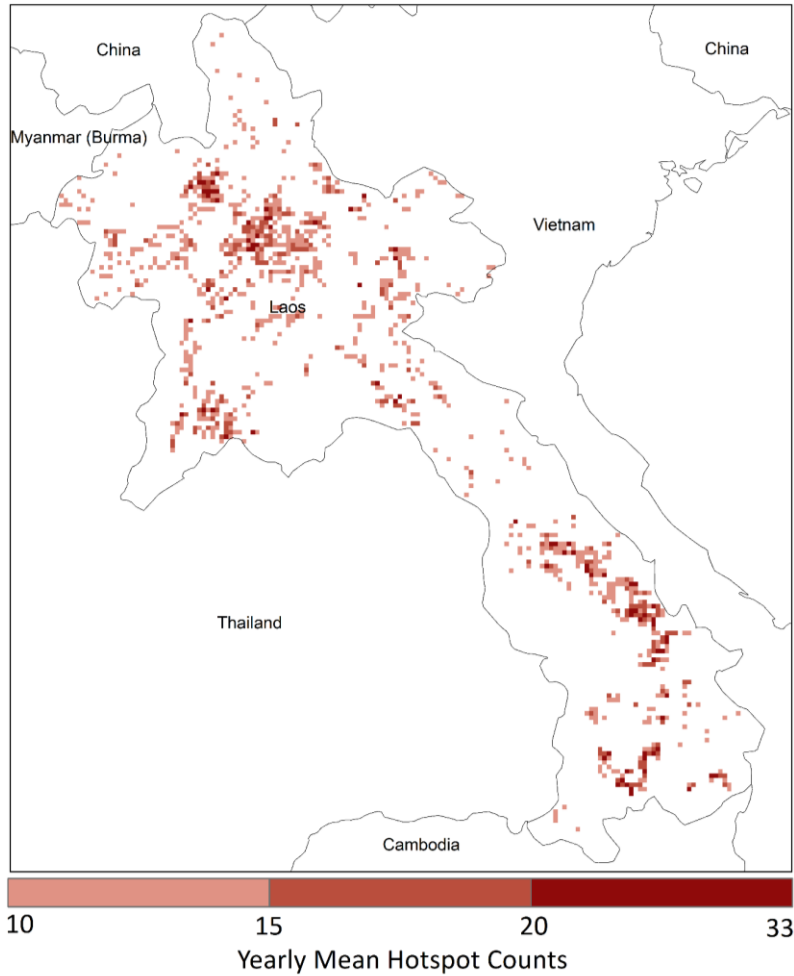 China
China
Myanmar (Burma)
Vietnam
Laos
Thailand
Cambodia
10
15
20
33
Yearly Mean Hotspot Counts